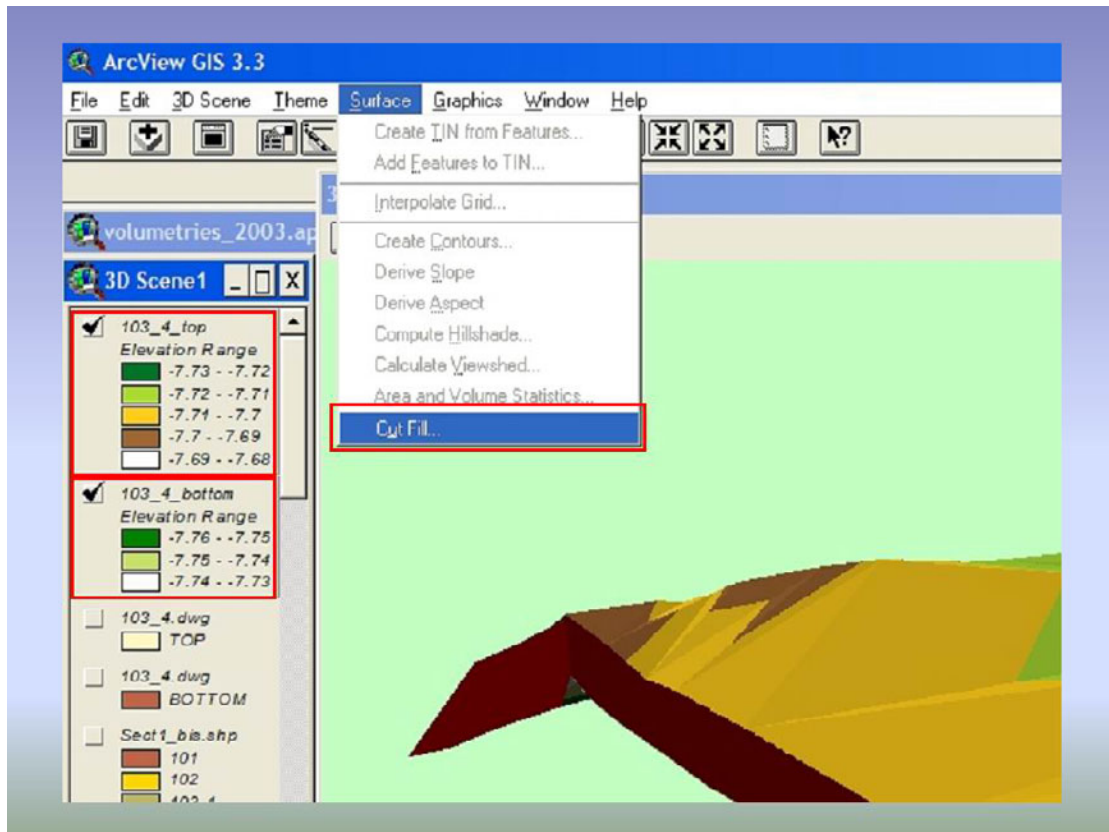 ArcView GIS 3.3
File Edit 3D Scene Theme Surface Graphics Window Help
Create TIN from Features...
Add Features to TIN...
Interpolate Grid...
Create Contours...
Derive Slope
Derive Aspect
Compute Hillshade...
Calculate Viewshed...
Area and Volume Statistics...
Cut Fill...
3
volumetries_2003.ap
3D Scene1
103_4_top
Elevation Range
-7.73 - -7.72
-7.72 - -7.71
-7.71 - -7.7
-7.7 - -7.69
-7.69 - -7.68
103_4_bottom
Elevation Range
-7.76 - -7.75
-7.75 - -7.74
-7.74 - -7.73
103_4.dwg
TOP
103_4.dwg
BOTTOM
Sect1_bis.shp
101
102